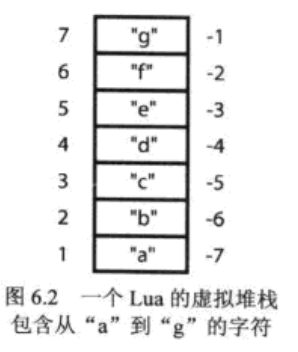 7 "g" -1
6 "f" -2
5 "e" -3
4 "d" -4
3 "c" -5
2 "b" -6
1 "a" -7
图 6.2 一个 Lua 的虚拟堆栈
包含从“a”到“g”的字符